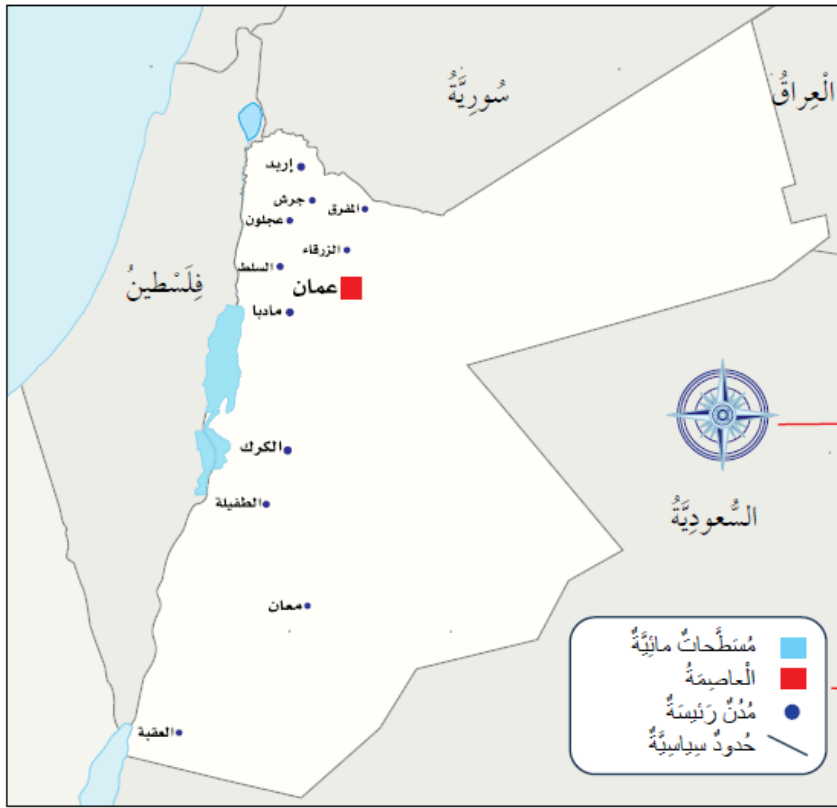 سُورِيَّةُ
الْعِراقُ
إربد
جرش
المفرق
عجلون
الزرقاء
السلط
فِلَسْطينُ
عمان
مأدبا
الكرك
الطفيلة
السُّعودِيَّةُ
معان
العقبة
مُسَطَّحاتٌ مائِيَّةٌ
الْعاصِمَةُ
مُدُنٌ رَئيسَةٌ
حُدودٌ سِياسِيَّةٌ